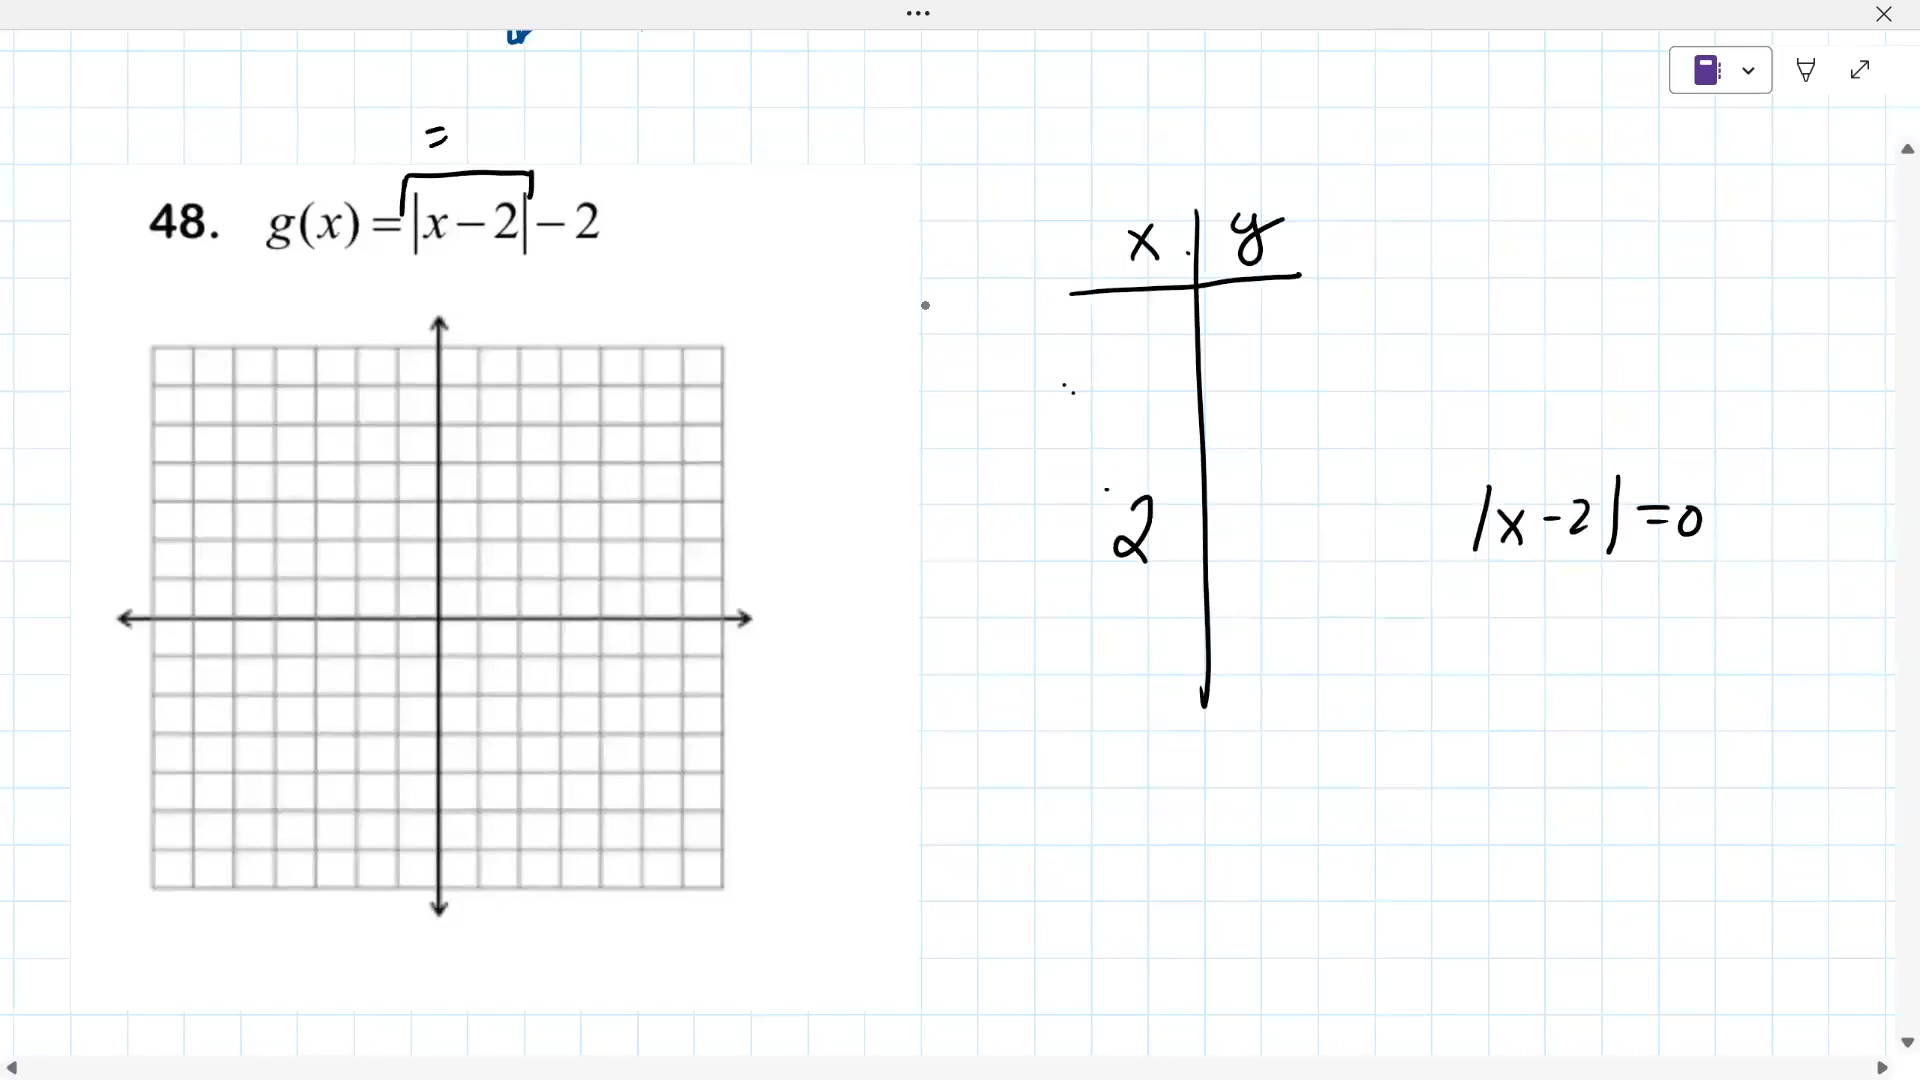 =
48. g(x) = |x − 2| − 2
x y
2
|x - 2| = 0